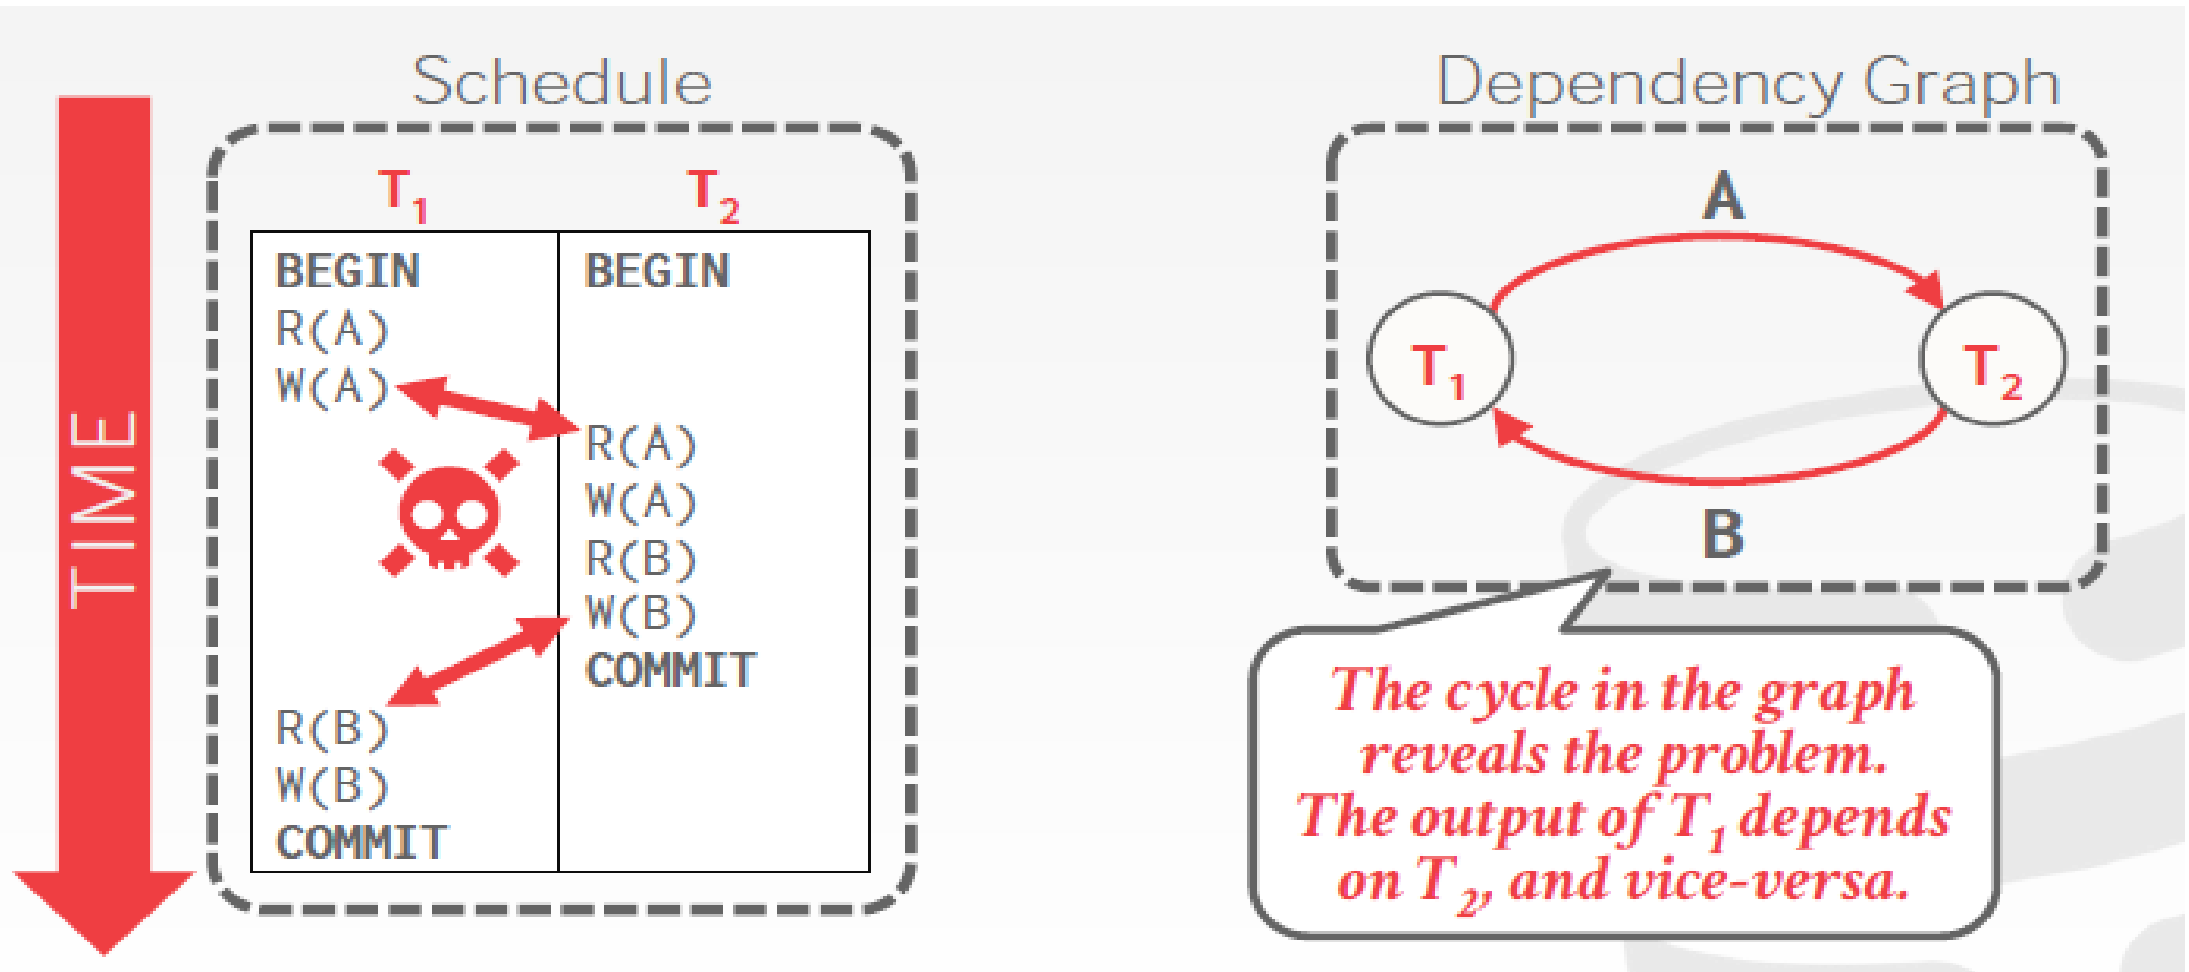 Schedule
Dependency Graph
TIME
T1
T2
BEGIN
BEGIN
R(A)
W(A)
R(A)
W(A)
R(B)
W(B)
COMMIT
R(B)
W(B)
COMMIT
A
T1
T2
B
The cycle in the graph
reveals the problem.
The output of T1 depends
on T2, and vice-versa.